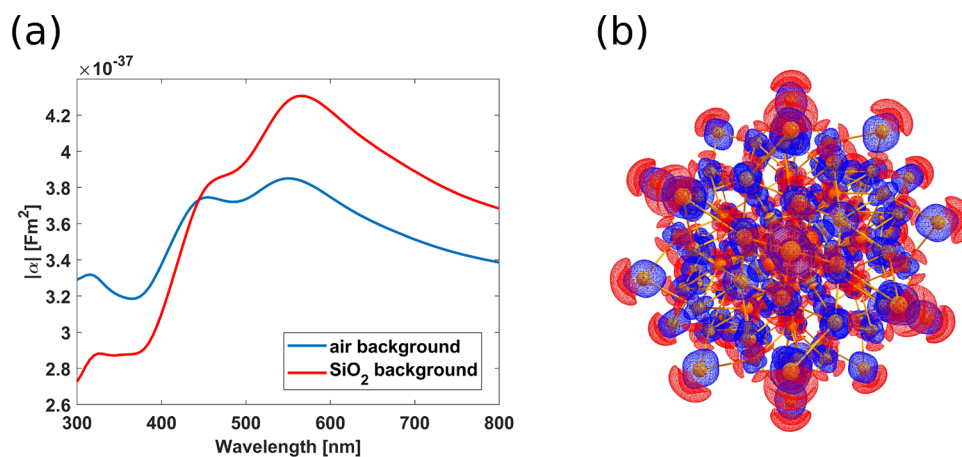 (a)
(b)
×10⁻³⁷
4.2
4
3.8
3.6
3.4
3.2
3
2.8
2.6
|α| [Fm²]
300
400
500
600
700
800
Wavelength [nm]
air background
SiO₂ background